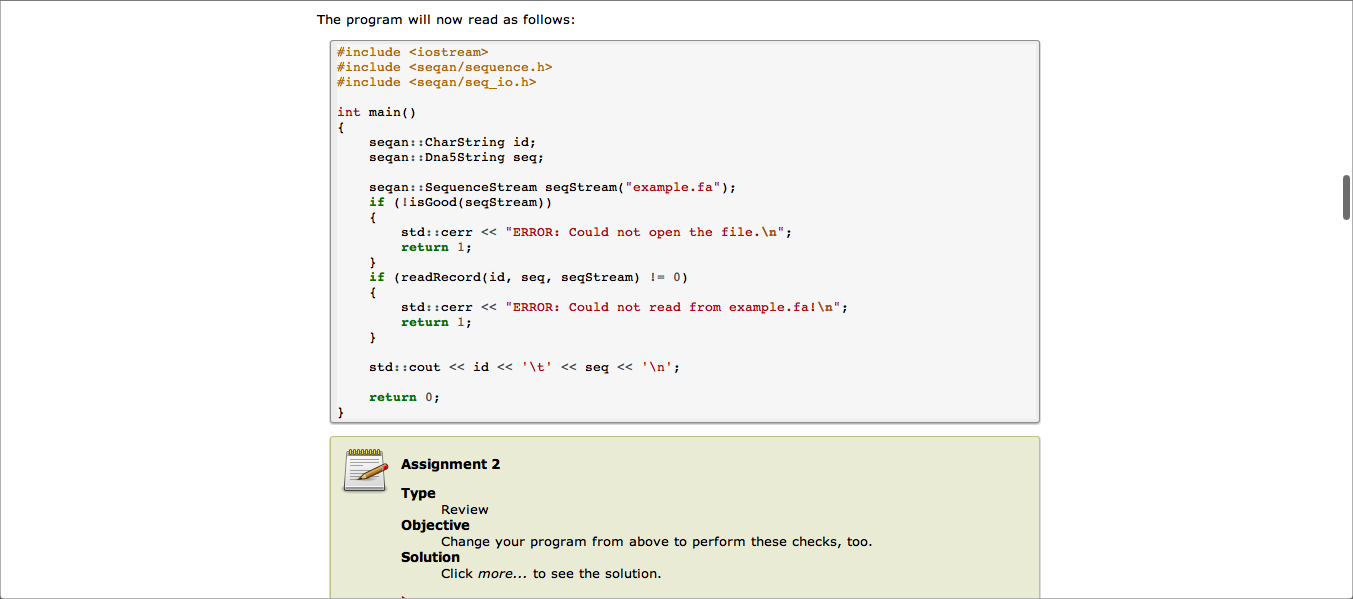 The program will now read as follows:
#include <iostream>
#include <seqan/sequence.h>
#include <seqan/seq_io.h>
int main()
{
    seqan::CharString id;
    seqan::Dna5String seq;
    seqan::SequenceStream seqStream("example.fa");
    if (!isGood(seqStream))
    {
        std::cerr << "ERROR: Could not open the file.\n";
        return 1;
    }
    if (readRecord(id, seq, seqStream) != 0)
    {
        std::cerr << "ERROR: Could not read from example.fa!\n";
        return 1;
    }
    std::cout << id << '\t' << seq << '\n';
    return 0;
}
Assignment 2
Type
Review
Objective
Change your program from above to perform these checks, too.
Solution
Click more... to see the solution.